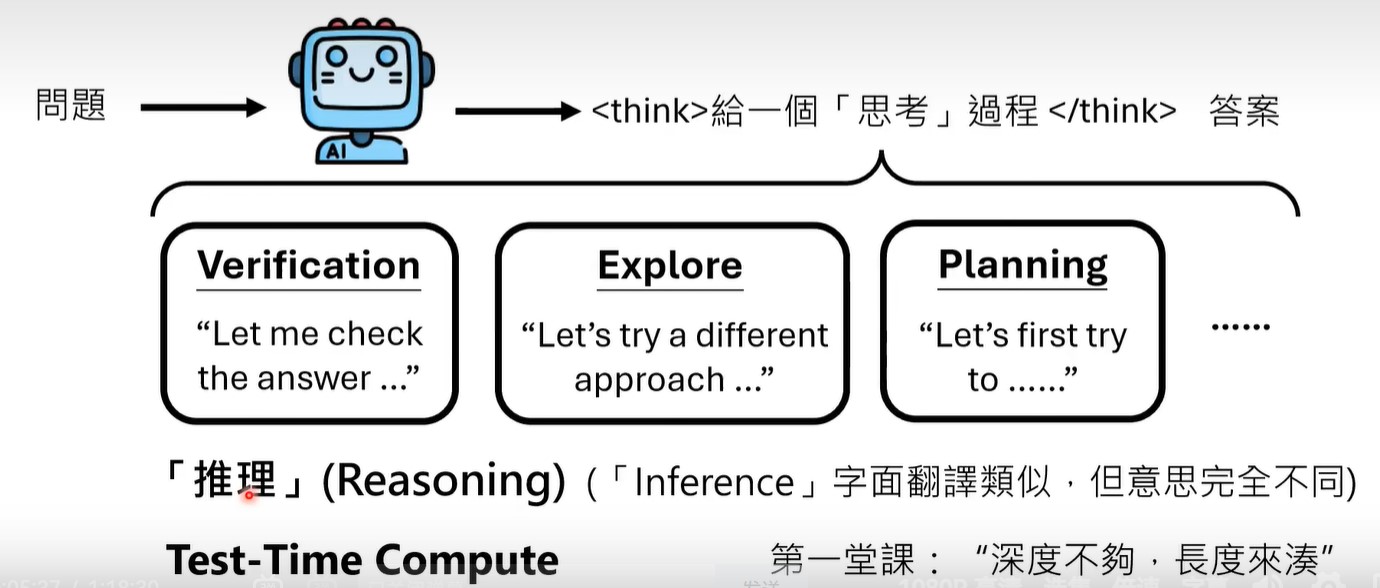 問題
AI
<think>給一個「思考」過程 </think> 答案
Verification
“Let me check
the answer ...”
Explore
“Let’s try a different
approach ...”
Planning
“Let’s first try
to ......”
......
「推理」(Reasoning) (「Inference」字面翻譯類似，但意思完全不同)
Test-Time Compute 第一堂課： “深度不夠，長度來湊”